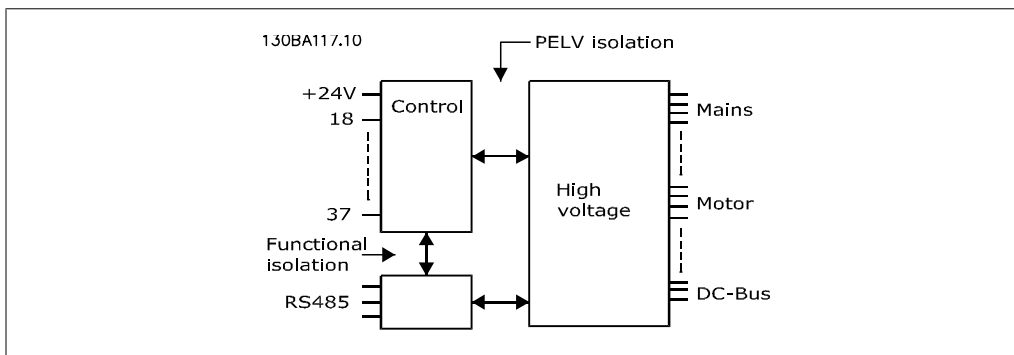 130BA117.10
PELV isolation
+24V
Control
Mains
18
High
voltage
Motor
37
Functional
isolation
RS485
DC-Bus